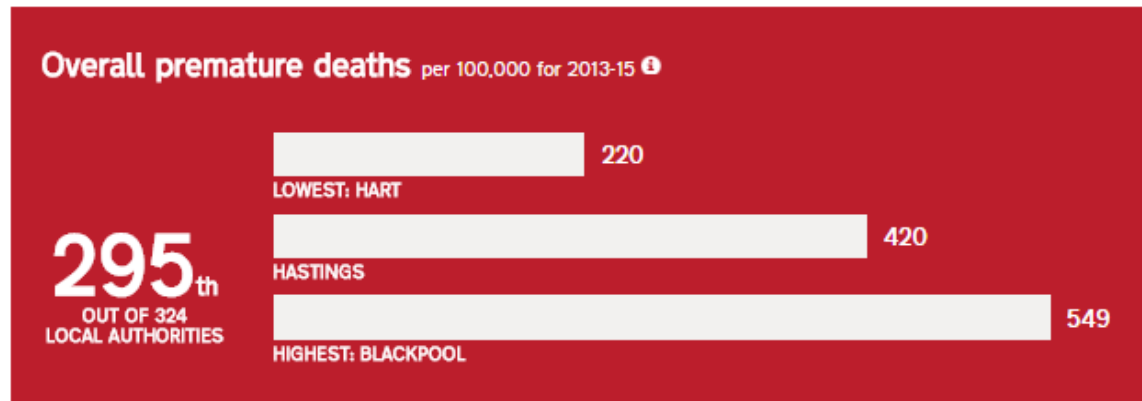 Overall premature deaths per 100,000 for 2013-15
220
LOWEST: HART
420
HASTINGS
549
HIGHEST: BLACKPOOL
295th
OUT OF 324
LOCAL AUTHORITIES